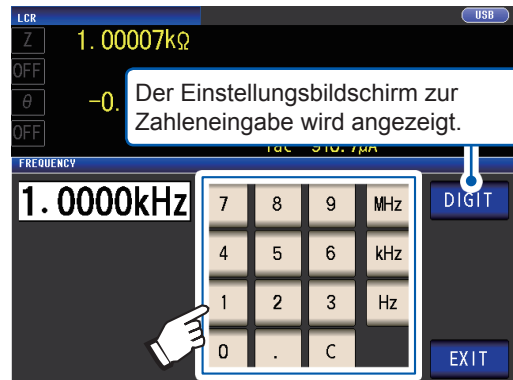 LCR USB
Z 1.00007kΩ
OFF
θ -0.
OFF
Der Einstellungsbildschirm zur
Zahleneingabe wird angezeigt.
FREQUENCY
1.0000kHz
7 8 9 MHz DIGIT
4 5 6 kHz
1 2 3 Hz
0 . C EXIT